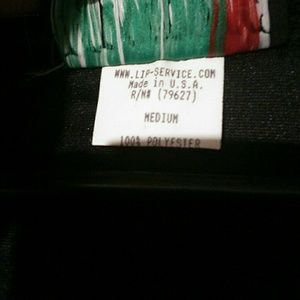 WWW.LIP-SERVICE.COM
Made in U.S.A.
R/N# (79627)
MEDIUM
100% POLYESTER